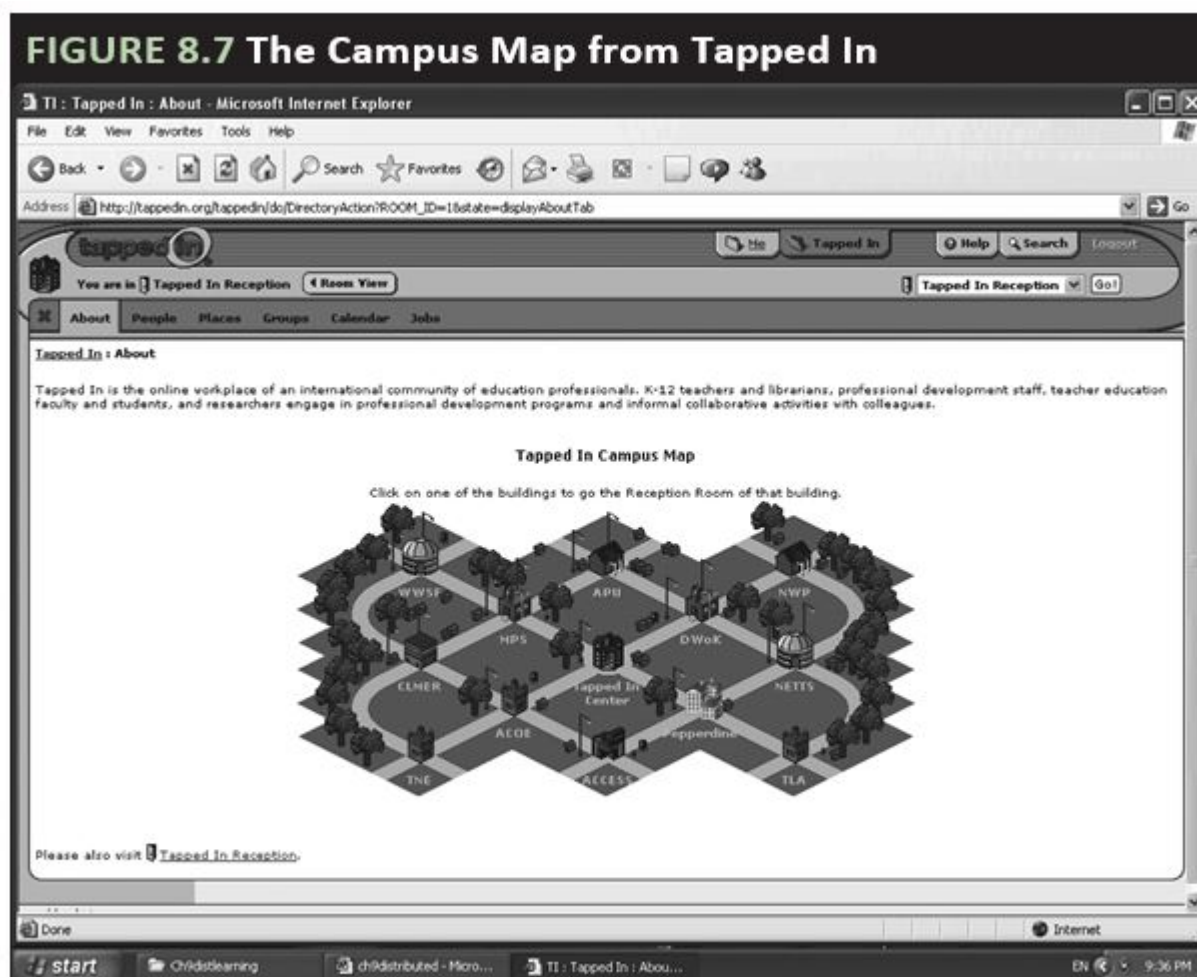 FIGURE 8.7 The Campus Map from Tapped In
TI : Tapped In : About - Microsoft Internet Explorer
File Edit View Favorites Tools Help
Back Search Favorites
Address http://tappedin.org/tappedin/do/DirectoryAction?ROOM_ID=1&state=displayAboutTab Go
tapped in Me Tapped In Help Search Logout
You are in Tapped In Reception Room View Tapped In Reception Go!
About People Places Groups Calendar Jobs
Tapped In : About
Tapped In is the online workplace of an international community of education professionals. K-12 teachers and librarians, professional development staff, teacher education
faculty and students, and researchers engage in professional development programs and informal collaborative activities with colleagues.
Tapped In Campus Map
Click on one of the buildings to go the Reception Room of that building.
WWSF APU NWP
HPS DWoK
CLMER Tapped In NETTS
Center
ACOE Pepperdine
TNE ACCESS TLA
Please also visit Tapped In Reception.
Done Internet
start Ch9distlearning ch9distributed - Micro... TI : Tapped In : Abou... EN 9:36 PM